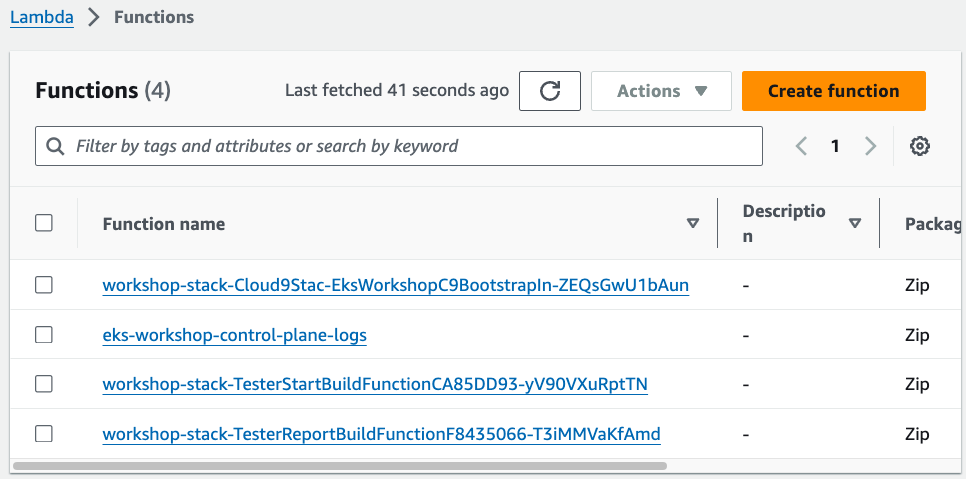 Lambda > Functions
Functions (4)
Last fetched 41 seconds ago
Actions
Create function
Filter by tags and attributes or search by keyword
1
Function name
Descriptio
n
Packag
workshop-stack-Cloud9Stac-EksWorkshopC9BootstrapIn-ZEQsGwU1bAun - Zip
eks-workshop-control-plane-logs - Zip
workshop-stack-TesterStartBuildFunctionCA85DD93-yV90VXuRptTN - Zip
workshop-stack-TesterReportBuildFunctionF8435066-T3iMMVaKfAmd - Zip